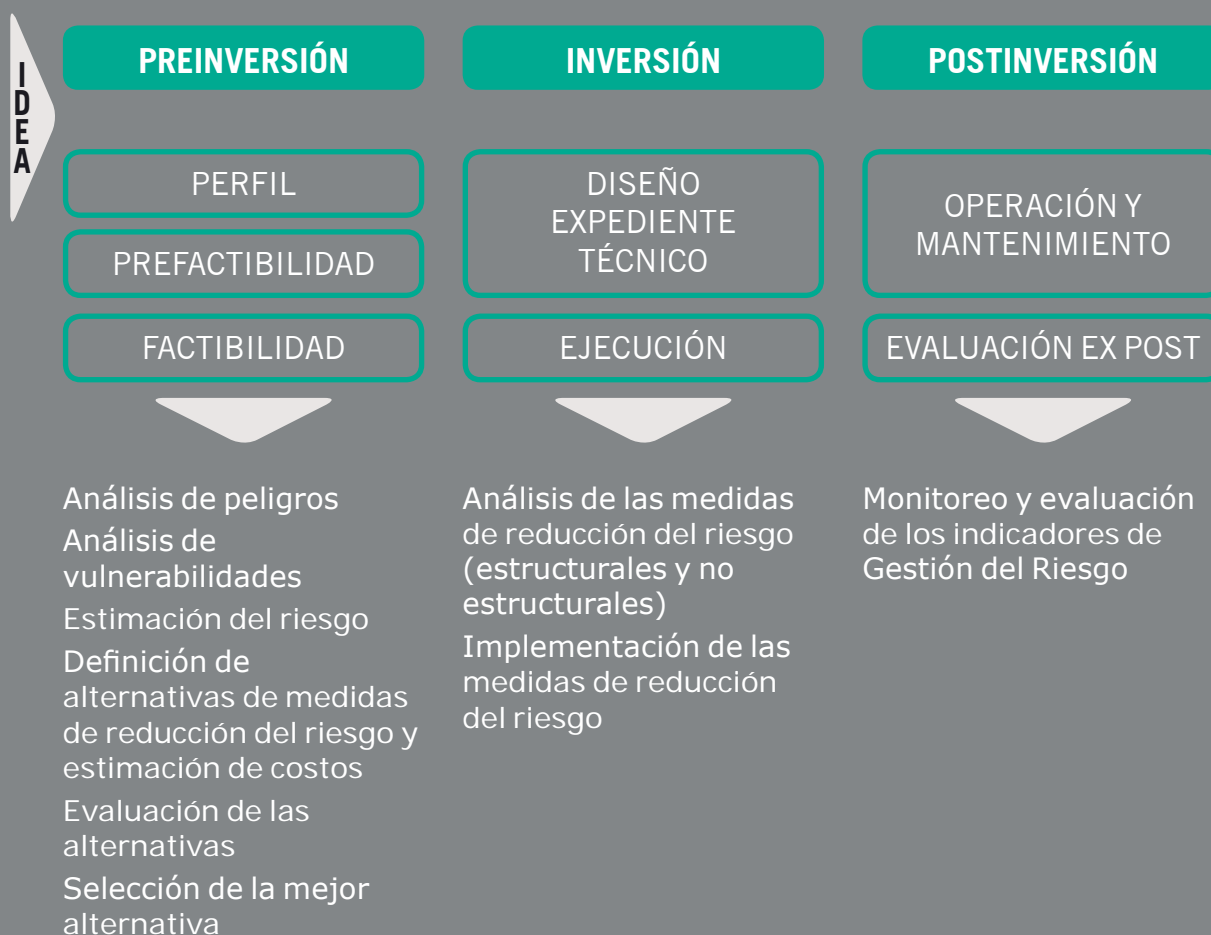 IDEA
PREINVERSIÓN
PERFIL
PREFACTIBILIDAD
FACTIBILIDAD
Análisis de peligros
Análisis de
vulnerabilidades
Estimación del riesgo
Definición de
alternativas de medidas
de reducción del riesgo y
estimación de costos
Evaluación de las
alternativas
Selección de la mejor
alternativa
INVERSIÓN
DISEÑO
EXPEDIENTE
TÉCNICO
EJECUCIÓN
Análisis de las medidas
de reducción del riesgo
(estructurales y no
estructurales)
Implementación de las
medidas de reducción
del riesgo
POSTINVERSIÓN
OPERACIÓN Y
MANTENIMIENTO
EVALUACIÓN EX POST
Monitoreo y evaluación
de los indicadores de
Gestión del Riesgo